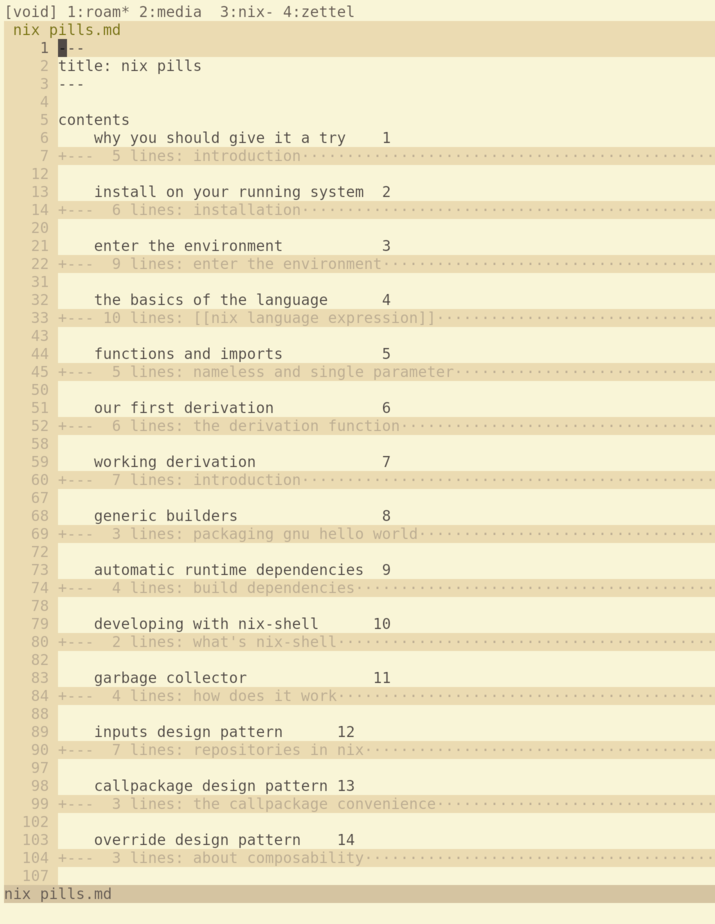 [void] 1:roam* 2:media  3:nix- 4:zettel
 nix pills.md
    1 ---
    2 title: nix pills
    3 ---
    4
    5 contents
    6     why you should give it a try    1
    7 +---  5 lines: introduction··············································
   12
   13     install on your running system  2
   14 +---  6 lines: installation··············································
   20
   21     enter the environment           3
   22 +---  9 lines: enter the environment·····································
   31
   32     the basics of the language      4
   33 +--- 10 lines: [[nix language expression]]·······························
   43
   44     functions and imports           5
   45 +---  5 lines: nameless and single parameter·····························
   50
   51     our first derivation            6
   52 +---  6 lines: the derivation function···································
   58
   59     working derivation              7
   60 +---  7 lines: introduction··············································
   67
   68     generic builders                8
   69 +---  3 lines: packaging gnu hello world·································
   72
   73     automatic runtime dependencies  9
   74 +---  4 lines: build dependencies········································
   78
   79     developing with nix-shell      10
   80 +---  2 lines: what's nix-shell··········································
   82
   83     garbage collector              11
   84 +---  4 lines: how does it work··········································
   88
   89     inputs design pattern      12
   90 +---  7 lines: repositories in nix·······································
   97
   98     callpackage design pattern 13
   99 +---  3 lines: the callpackage convenience·······························
  102
  103     override design pattern    14
  104 +---  3 lines: about composability·······································
  107
nix pills.md